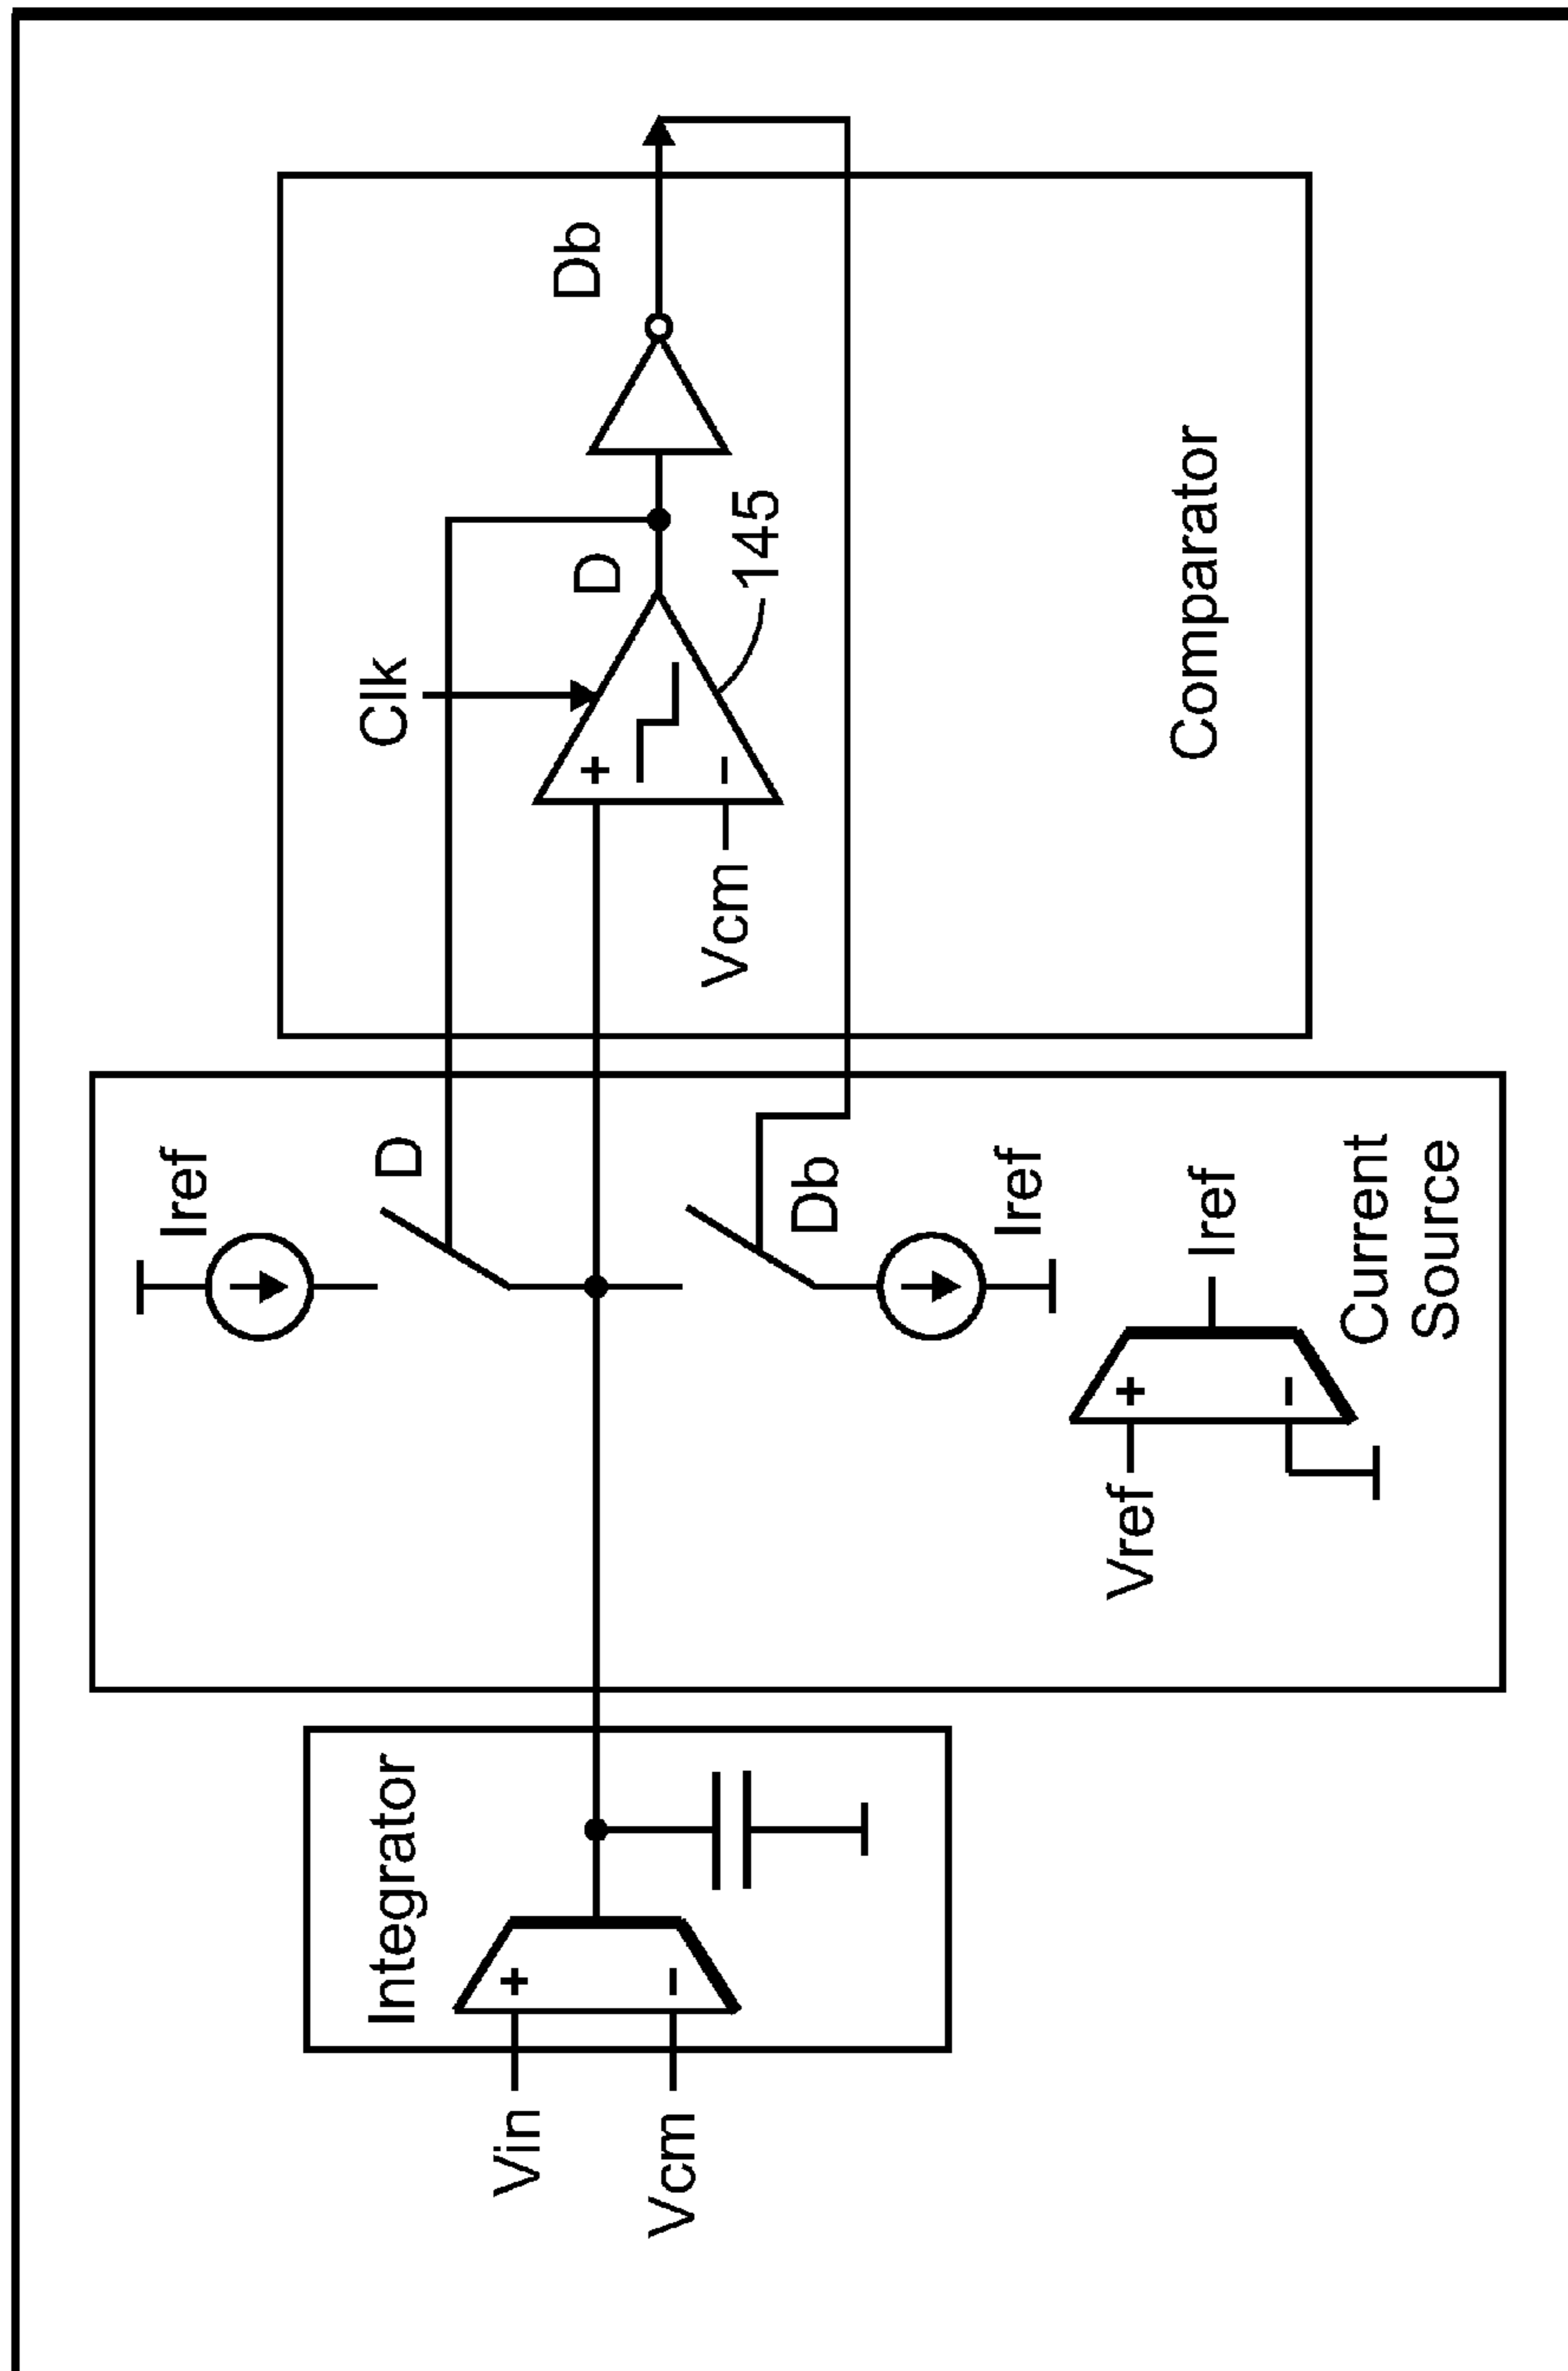 Vin
Vcm
Integrator
+
-
Iref
D
Db
Iref
Vref
+
-
Iref
Current
Source
Clk
D
Db
+
-
Vcm
145
Comparator